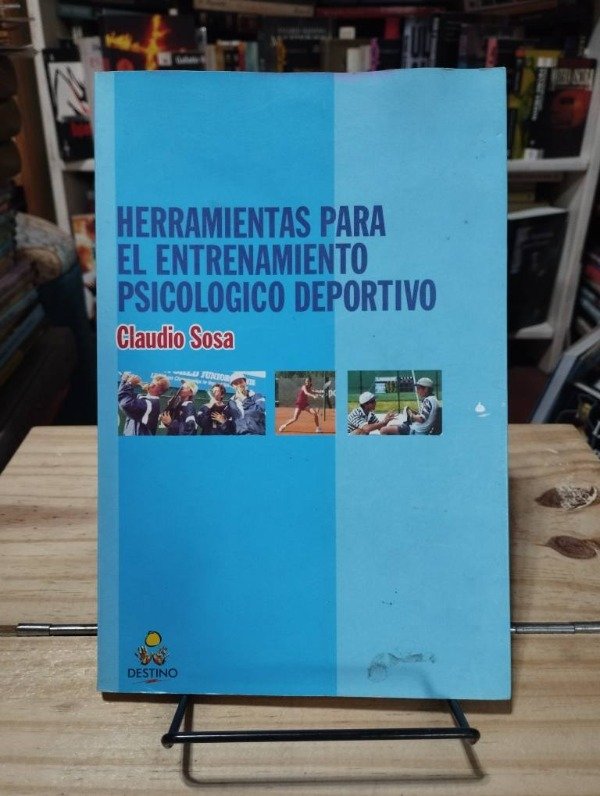 HERRAMIENTAS PARA
EL ENTRENAMIENTO
PSICOLOGICO DEPORTIVO
Claudio Sosa
DESTINO